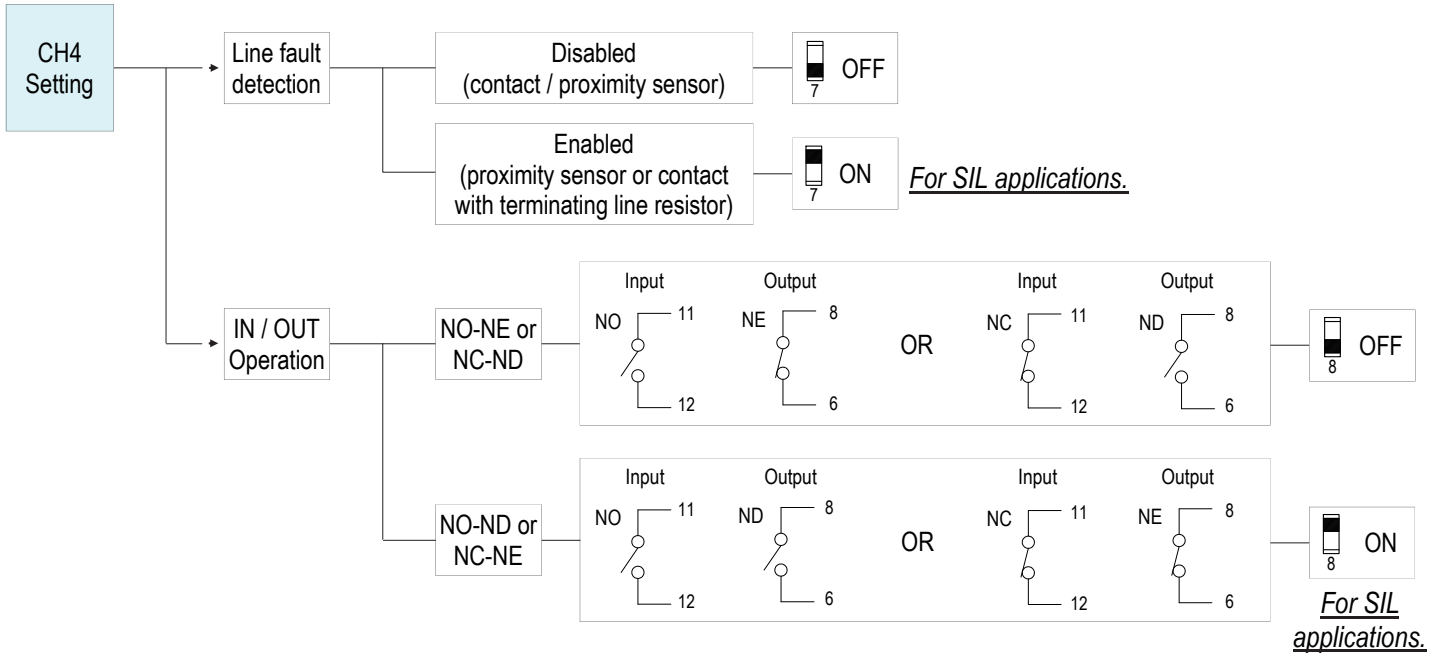 CH4
Setting
Line fault
detection
Disabled
(contact / proximity sensor)
7
OFF
Enabled
(proximity sensor or contact
with terminating line resistor)
7
ON
For SIL applications.
IN / OUT
Operation
NO-NE or
NC-ND
Input
NO
11
12
Output
NE
8
6
OR
Input
NC
11
12
Output
ND
8
6
8
OFF
NO-ND or
NC-NE
Input
NO
11
12
Output
ND
8
6
OR
Input
NC
11
12
Output
NE
8
6
8
ON
For SIL
applications.